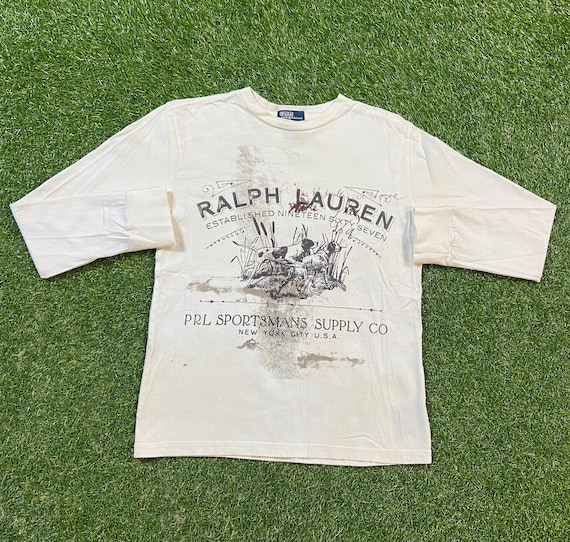 RALPH LAUREN
ESTABLISHED NINETEEN SIXTY SEVEN
PRL SPORTSMANS SUPPLY CO
NEW YORK CITY U.S.A.